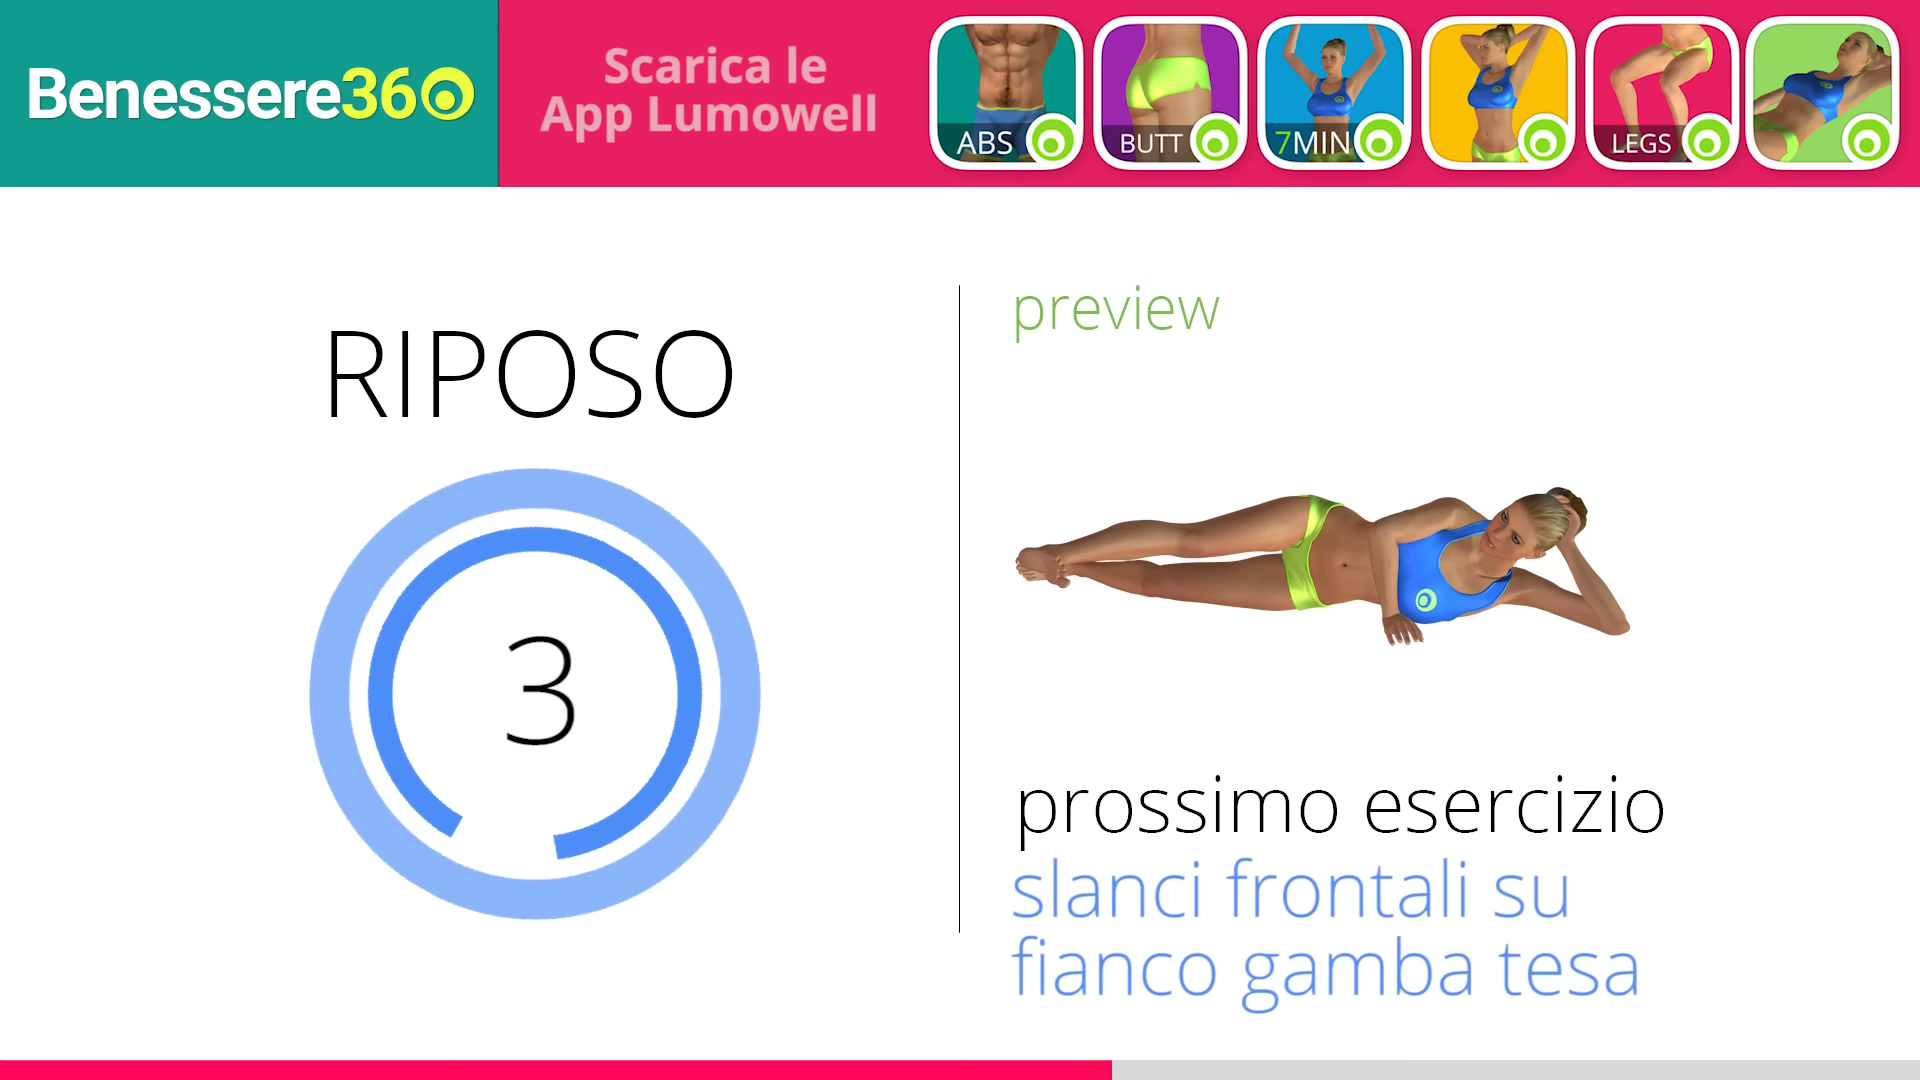 Benessere360
Scarica le
App Lumowell
ABS
BUTT
7MIN
LEGS
RIPOSO
3
preview
prossimo esercizio
slanci frontali su
fianco gamba tesa